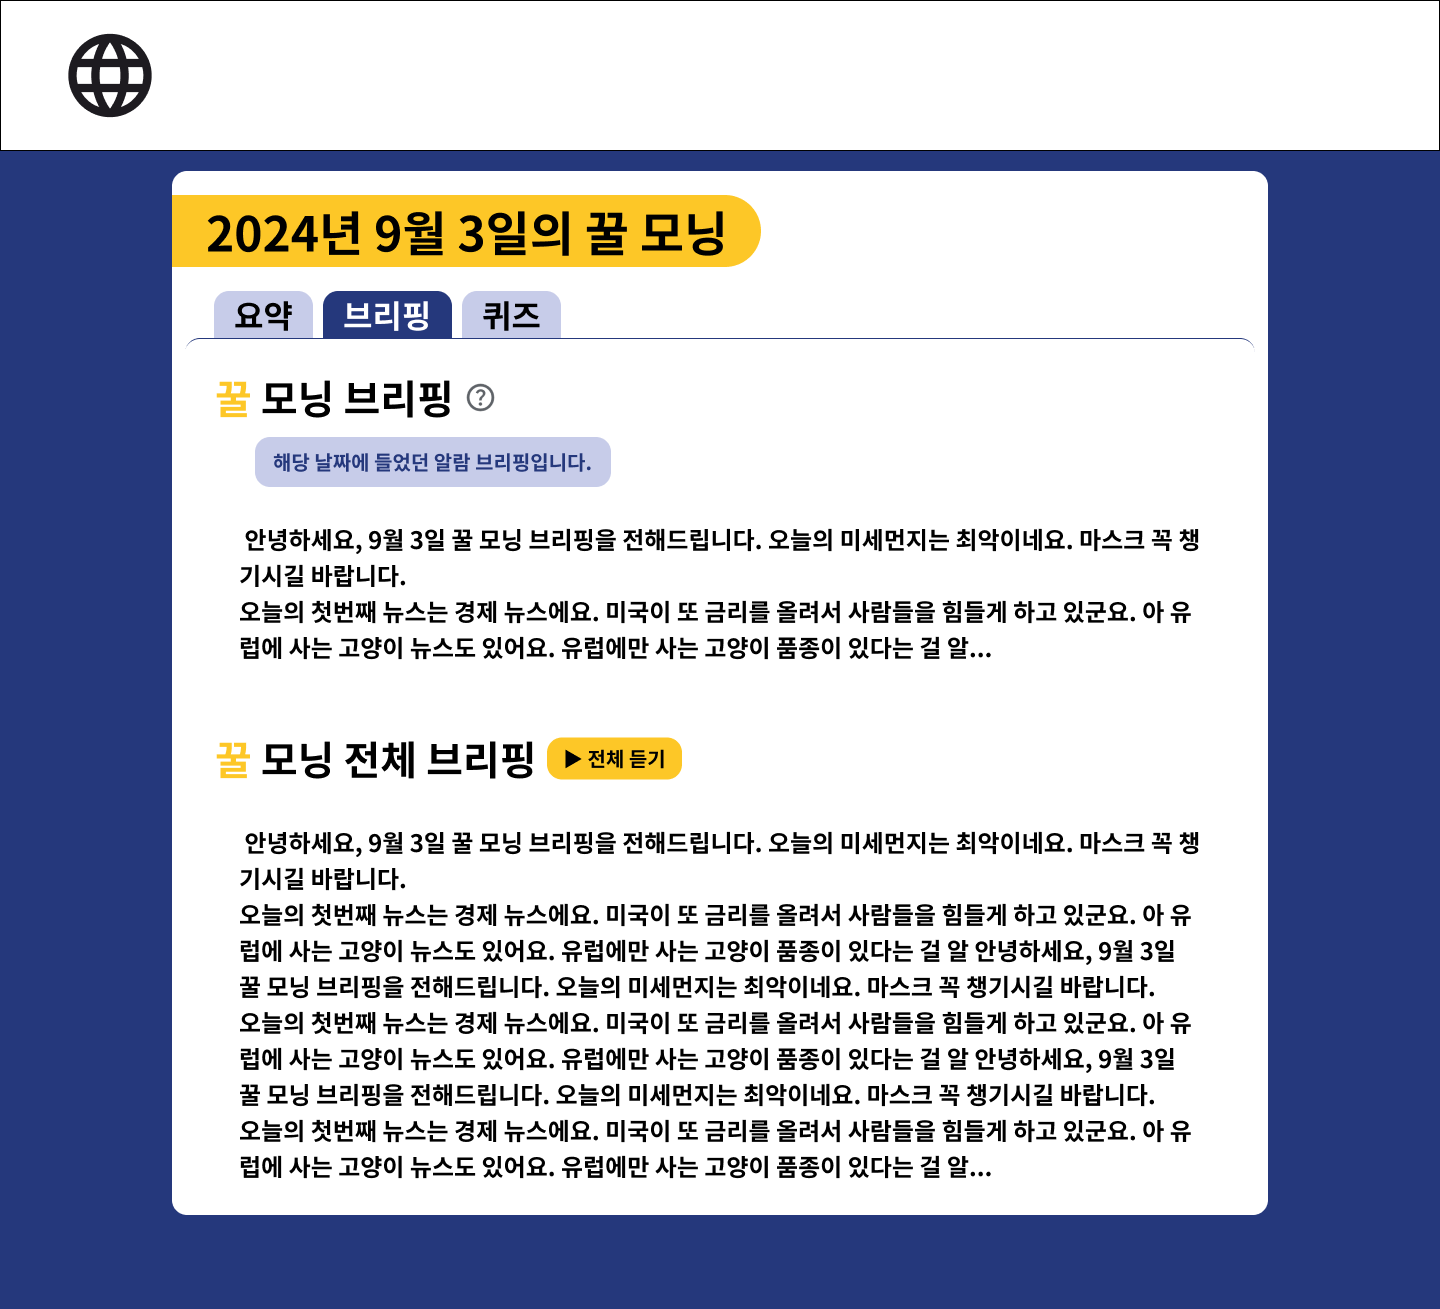 2024년 9월 3일의 꿀 모닝
요약 브리핑 퀴즈
꿀 모닝 브리핑 ?
해당 날짜에 들었던 알람 브리핑입니다.
안녕하세요, 9월 3일 꿀 모닝 브리핑을 전해드립니다. 오늘의 미세먼지는 최악이네요. 마스크 꼭 챙
기시길 바랍니다.
오늘의 첫번째 뉴스는 경제 뉴스에요. 미국이 또 금리를 올려서 사람들을 힘들게 하고 있군요. 아 유
럽에 사는 고양이 뉴스도 있어요. 유럽에만 사는 고양이 품종이 있다는 걸 알...
꿀 모닝 전체 브리핑 ▶ 전체 듣기
안녕하세요, 9월 3일 꿀 모닝 브리핑을 전해드립니다. 오늘의 미세먼지는 최악이네요. 마스크 꼭 챙
기시길 바랍니다.
오늘의 첫번째 뉴스는 경제 뉴스에요. 미국이 또 금리를 올려서 사람들을 힘들게 하고 있군요. 아 유
럽에 사는 고양이 뉴스도 있어요. 유럽에만 사는 고양이 품종이 있다는 걸 알 안녕하세요, 9월 3일
꿀 모닝 브리핑을 전해드립니다. 오늘의 미세먼지는 최악이네요. 마스크 꼭 챙기시길 바랍니다.
오늘의 첫번째 뉴스는 경제 뉴스에요. 미국이 또 금리를 올려서 사람들을 힘들게 하고 있군요. 아 유
럽에 사는 고양이 뉴스도 있어요. 유럽에만 사는 고양이 품종이 있다는 걸 알 안녕하세요, 9월 3일
꿀 모닝 브리핑을 전해드립니다. 오늘의 미세먼지는 최악이네요. 마스크 꼭 챙기시길 바랍니다.
오늘의 첫번째 뉴스는 경제 뉴스에요. 미국이 또 금리를 올려서 사람들을 힘들게 하고 있군요. 아 유
럽에 사는 고양이 뉴스도 있어요. 유럽에만 사는 고양이 품종이 있다는 걸 알...